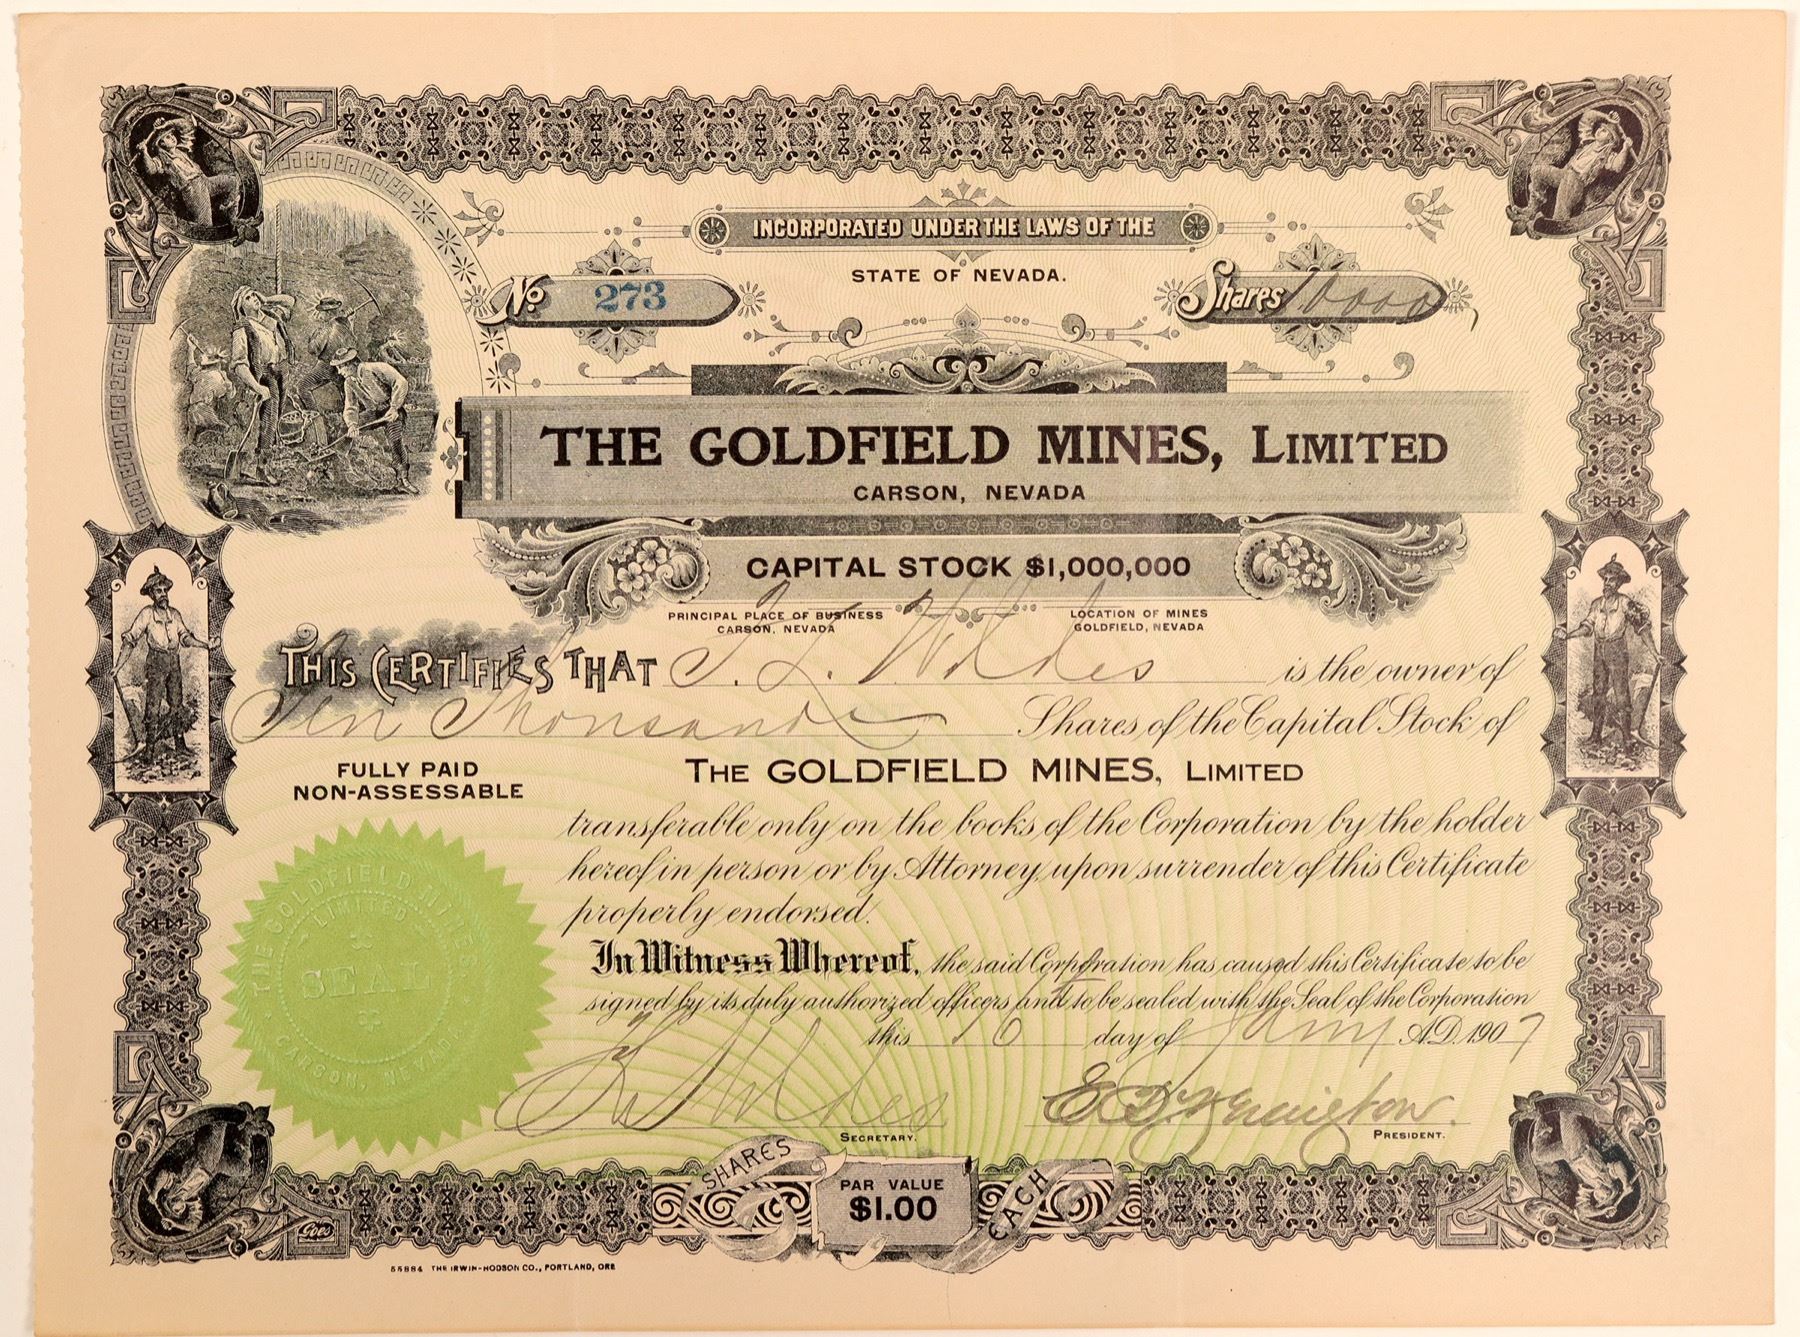 INCORPORATED UNDER THE LAWS OF THE
STATE OF NEVADA.
No. 273
Shares 10000
THE GOLDFIELD MINES, LIMITED
CARSON, NEVADA
CAPITAL STOCK $1,000,000
PRINCIPAL PLACE OF BUSINESS
CARSON, NEVADA
LOCATION OF MINES
GOLDFIELD, NEVADA
THIS CERTIFIES THAT T. L. Wildes is the owner of
Ten Thousand Shares of the Capital Stock of
FULLY PAID
NON-ASSESSABLE
THE GOLDFIELD MINES, LIMITED
transferable only on the books of the Corporation by the holder
hereof in person or by Attorney, upon surrender of this Certificate
properly endorsed.
In Witness Whereof, the said Corporation has caused this Certificate to be
signed by its duly authorized officers and to be sealed with the Seal of the Corporation
this 16 day of A.D. 1907
THE GOLDFIELD MINES
LIMITED
SEAL
CARSON, NEVADA
Wildes
SECRETARY.
PRESIDENT.
SHARES
PAR VALUE
$1.00
EACH
Goes
55884 THE IRWIN-HODSON CO., PORTLAND, ORE